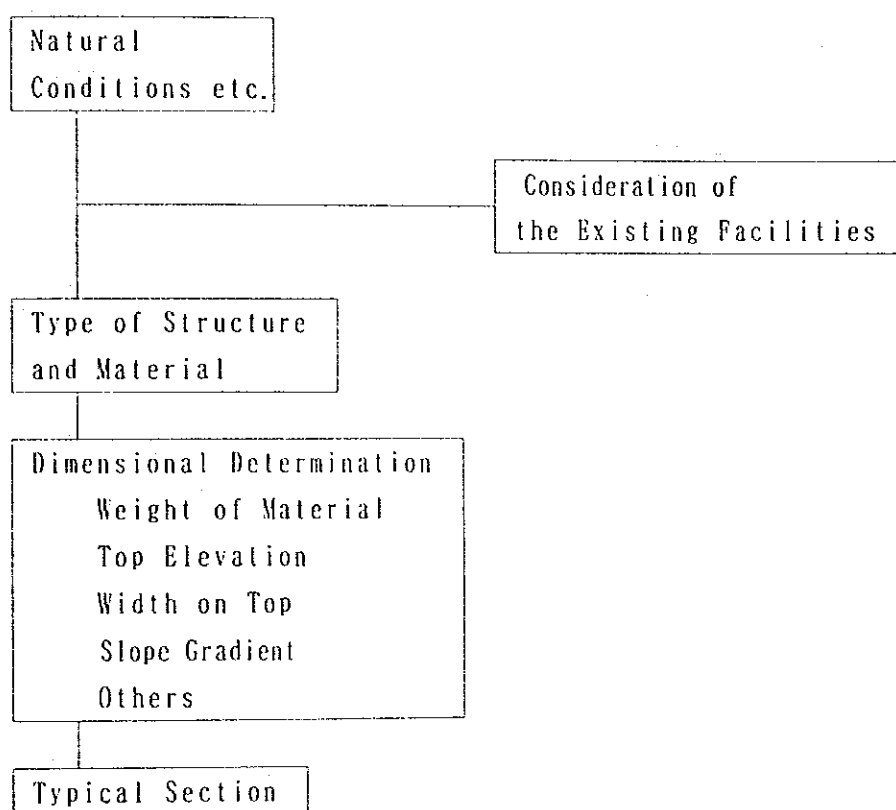 Natural
Conditions etc.
Consideration of
the Existing Facilities
Type of Structure
and Material
Dimensional Determination
Weight of Material
Top Elevation
Width on Top
Slope Gradient
Others
Typical Section